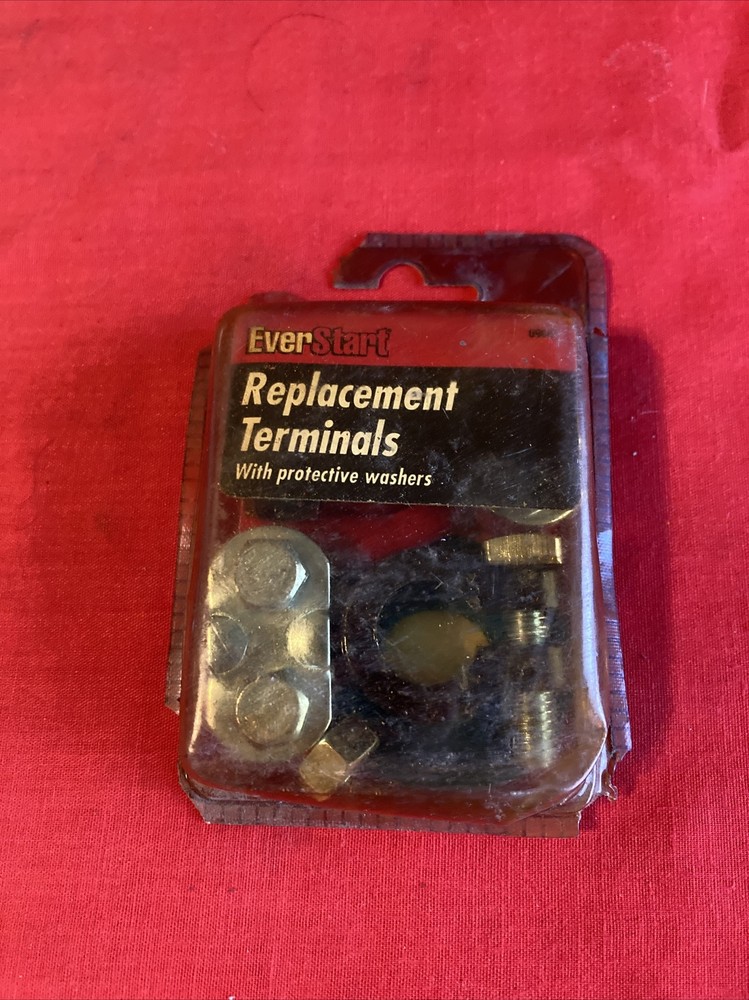 EverStart
Replacement
Terminals
With protective washers